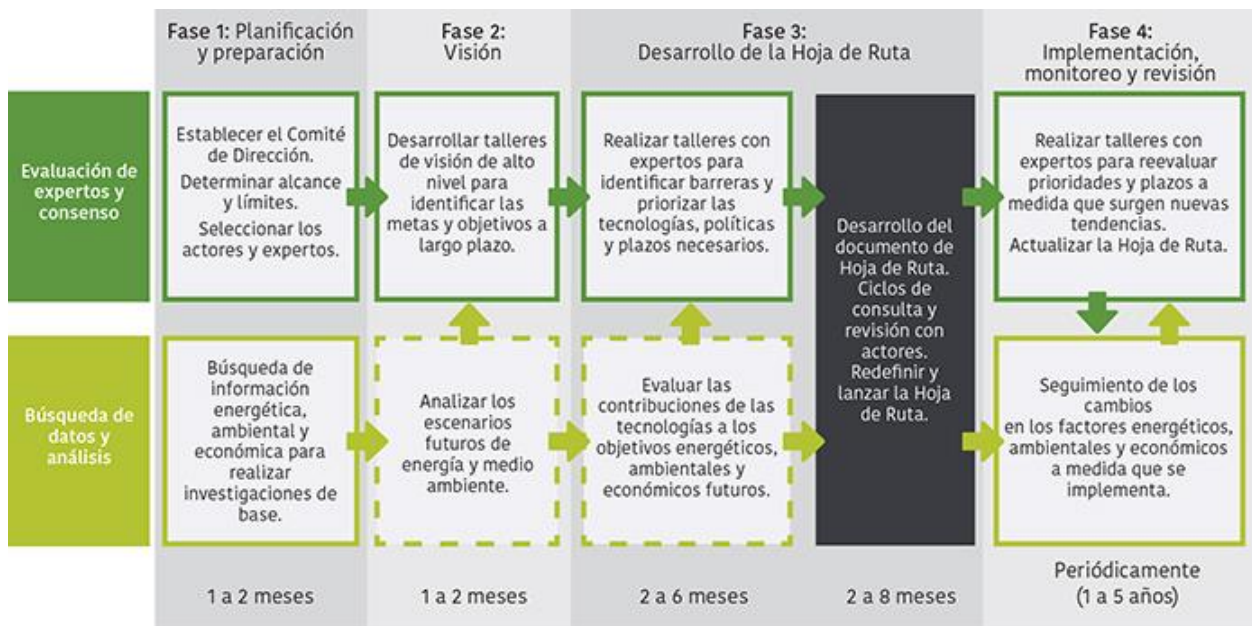 Fase 1: Planificación
y preparación
Fase 2:
Visión
Fase 3:
Desarrollo de la Hoja de Ruta
Fase 4:
Implementación,
monitoreo y revisión
Evaluación de
expertos y
consenso
Establecer el Comité
de Dirección.
Determinar alcance
y límites.
Seleccionar los
actores y expertos.
Desarrollar talleres
de visión de alto
nivel para
identificar las
metas y objetivos a
largo plazo.
Realizar talleres con
expertos para
identificar barreras y
priorizar las
tecnologías, políticas
y plazos necesarios.
Desarrollo del
documento de
Hoja de Ruta.
Ciclos de
consulta y
revisión con
actores.
Redefinir y
lanzar la Hoja
de Ruta.
Realizar talleres con
expertos para reevaluar
prioridades y plazos a
medida que surgen nuevas
tendencias.
Actualizar la Hoja de Ruta.
Búsqueda de
datos y
análisis
Búsqueda de
información
energética,
ambiental y
económica para
realizar
investigaciones de
base.
Analizar los
escenarios
futuros de
energía y medio
ambiente.
Evaluar las
contribuciones de las
tecnologías a los
objetivos energéticos,
ambientales y
económicos futuros.
Seguimiento de los
cambios
en los factores energéticos,
ambientales y económicos
a medida que se
implementa.
1 a 2 meses
1 a 2 meses
2 a 6 meses
2 a 8 meses
Periódicamente
(1 a 5 años)